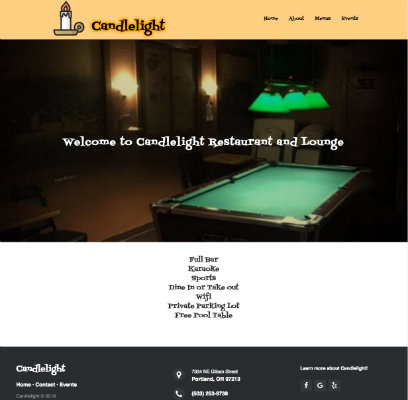 Candlelight
Home About Menus Events
Welcome to Candlelight Restaurant and Lounge
Full Bar
Karaoke
Sports
Dine In or Take out
Wifi
Private Parking Lot
Free Pool Table
Candlelight
Home - Contact - Events
Candlelight © 2018
7334 NE Glisan Street
Portland, OR 97213
(503) 253-9738
Learn more about Candlelight!